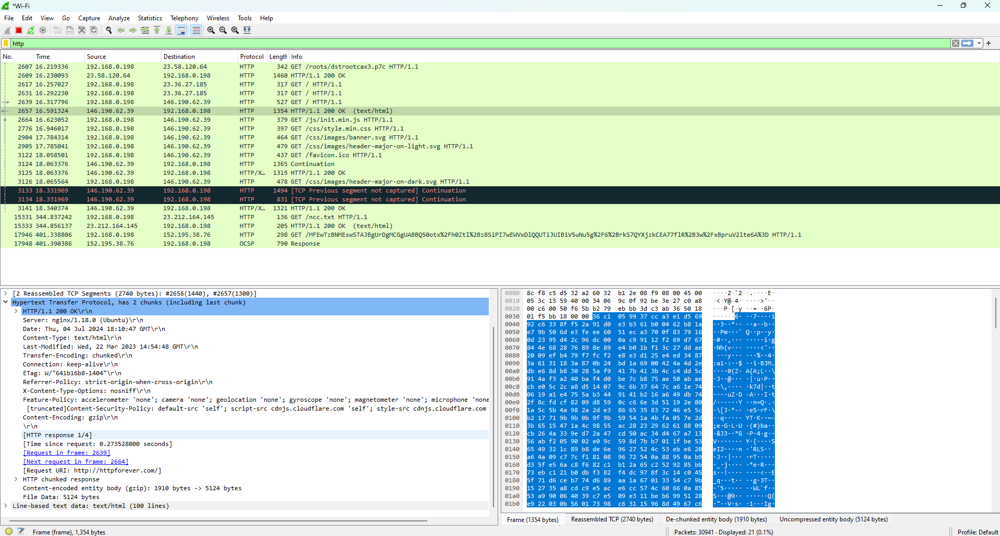 *Wi-Fi
File Edit View Go Capture Analyze Statistics Telephony Wireless Tools Help
http
No. Time Source Destination Protocol Length Info
2607 16.219336 192.168.0.198 23.58.120.64 HTTP 342 GET /roots/dstrootcax3.p7c HTTP/1.1
2609 16.230093 23.58.120.64 192.168.0.198 HTTP 1460 HTTP/1.1 200 OK
2617 16.257027 192.168.0.198 23.36.27.185 HTTP 317 GET / HTTP/1.1
2631 16.292230 192.168.0.198 23.36.27.185 HTTP 317 GET / HTTP/1.1
2639 16.317796 192.168.0.198 146.190.62.39 HTTP 527 GET / HTTP/1.1
2657 16.591324 146.190.62.39 192.168.0.198 HTTP 1354 HTTP/1.1 200 OK (text/html)
2664 16.623052 192.168.0.198 146.190.62.39 HTTP 379 GET /js/init.min.js HTTP/1.1
2776 16.946017 192.168.0.198 146.190.62.39 HTTP 397 GET /css/style.min.css HTTP/1.1
2904 17.784314 192.168.0.198 146.190.62.39 HTTP 464 GET /css/images/banner.svg HTTP/1.1
2905 17.785041 192.168.0.198 146.190.62.39 HTTP 479 GET /css/images/header-major-on-light.svg HTTP/1.1
3122 18.058501 192.168.0.198 146.190.62.39 HTTP 437 GET /favicon.ico HTTP/1.1
3124 18.063376 146.190.62.39 192.168.0.198 HTTP 1365 Continuation
3125 18.063376 146.190.62.39 192.168.0.198 HTTP/X… 1315 HTTP/1.1 200 OK
3126 18.065564 192.168.0.198 146.190.62.39 HTTP 478 GET /css/images/header-major-on-dark.svg HTTP/1.1
3133 18.331969 146.190.62.39 192.168.0.198 HTTP 1494 [TCP Previous segment not captured] Continuation
3134 18.331969 146.190.62.39 192.168.0.198 HTTP 831 [TCP Previous segment not captured] Continuation
3141 18.340374 146.190.62.39 192.168.0.198 HTTP/X… 1321 HTTP/1.1 200 OK
15331 344.837242 192.168.0.198 23.212.164.145 HTTP 136 GET /ncc.txt HTTP/1.1
15333 344.856137 23.212.164.145 192.168.0.198 HTTP 205 HTTP/1.1 200 OK (text/html)
17946 401.338806 192.168.0.198 152.195.38.76 HTTP 298 GET /MFEwTzBNMEswSTAJBgUrDgMCGgUABBQ50otx%2Fh0Ztl%2Bz8SiPI7wEWVxDlQQUTiJUIBiV5uNu5g%2F6%2BrkS7QYXjzkCEA77flR%2B3w%2FxBpruV2lte6A%3D HTTP/1.1
17948 401.390386 152.195.38.76 192.168.0.198 OCSP 790 Response
[2 Reassembled TCP Segments (2740 bytes): #2656(1440), #2657(1300)]
Hypertext Transfer Protocol, has 2 chunks (including last chunk)
HTTP/1.1 200 OK\r\n
Server: nginx/1.18.0 (Ubuntu)\r\n
Date: Thu, 04 Jul 2024 18:10:47 GMT\r\n
Content-Type: text/html\r\n
Last-Modified: Wed, 22 Mar 2023 14:54:48 GMT\r\n
Transfer-Encoding: chunked\r\n
Connection: keep-alive\r\n
ETag: W/"641b16b8-1404"\r\n
Referrer-Policy: strict-origin-when-cross-origin\r\n
X-Content-Type-Options: nosniff\r\n
Feature-Policy: accelerometer 'none'; camera 'none'; geolocation 'none'; gyroscope 'none'; magnetometer 'none'; microphone 'none
[truncated]Content-Security-Policy: default-src 'self'; script-src cdnjs.cloudflare.com 'self'; style-src cdnjs.cloudflare.com
Content-Encoding: gzip\r\n
\r\n
[HTTP response 1/4]
[Time since request: 0.273528000 seconds]
[Request in frame: 2639]
[Next request in frame: 2664]
[Request URI: http://httpforever.com/]
HTTP chunked response
Content-encoded entity body (gzip): 1910 bytes -> 5124 bytes
File Data: 5124 bytes
Line-based text data: text/html (100 lines)
0000 8c f8 c5 d5 32 a2 60 32 b1 2e 08 f9 08 00 45 00
0010 05 3c 13 59 40 00 34 06 9c 0f 92 be 3e 27 c0 a8
0020 00 c6 00 50 f6 5b b2 79 eb bb 3d c3 ab 36 50 18
0030 01 f5 bb 18 00 00 36 c1 05 99 37 cc a3 e1 d5 69
0040 92 c6 33 8f f5 2a 91 d0 e3 b3 61 b0 04 62 b8 1a
0050 e7 9b 50 6d e3 fe ee 60 51 ec a3 70 0f 83 79 16
0060 0d 23 95 d4 2c 96 dc 00 0a c9 91 12 f2 69 d7 67
0070 84 4e 68 28 76 89 8e 89 e4 b0 1b f1 3c 27 dd ae
0080 20 09 ef b4 79 f7 fc f2 e8 e3 d1 25 e4 ed 34 87
0090 3a 61 31 18 3a 87 0b 24 bd 1a 69 00 42 4a 4d 2e
00a0 db e6 8d b8 30 28 5a f9 41 7b 41 3b 4c c4 dd 5c
00b0 91 4a f3 a2 40 ba f4 d0 be 7c b8 75 ae 50 ab ae
00c0 cb e0 5c 2c a8 d5 14 07 9c 6b 37 64 7c a6 1e 74
00d0 06 19 a1 e4 75 5a b3 44 91 41 b2 16 a6 49 db 74
00e0 2f 8c fd cf 82 09 d8 59 0c c6 6e 3d 51 19 2e 80
00f0 1a 5c 5b 4a 98 2a 2d e3 86 65 35 83 72 46 e5 5c
0100 b2 17 71 9b 9b 0b 9f 9b 59 54 1a 4b fa 05 7e 2d
0110 3b 65 15 47 1a 4c 98 55 ac 28 23 29 62 61 88 09
0120 cb 26 4a 33 9e d7 2a 47 cd 50 ac 34 d4 67 a7 13
0130 56 ab f2 05 90 02 e0 9c 59 8d 7b b7 01 1f be 53
0140 65 49 32 1c 89 b8 de 6e 96 27 52 4c 53 eb e6 20
0150 a6 4a 09 c7 7c f1 81 08 96 72 54 0a 88 95 0a b9
0160 d3 5f e5 6a c8 f6 82 c1 b1 2a 65 c2 52 92 85 bb
0170 73 eb c1 21 b0 db f3 82 f4 dc 97 8f 3c 14 c0 45
0180 5f 71 d6 ce b7 74 d6 89 aa 1a 67 01 33 54 c7 9b
0190 15 27 35 a8 cd c9 e5 ac e6 cc 57 4c 60 66 0a 85
01a0 53 a9 90 06 40 39 c7 e5 09 e3 11 be b6 99 51 28
01b0 e9 22 03 0b 56 01 73 98 c6 31 15 96 8d 49 67 c6
Frame (1354 bytes) Reassembled TCP (2740 bytes) De-chunked entity body (1910 bytes) Uncompressed entity body (5124 bytes)
Frame (frame), 1,354 bytes Packets: 30941 · Displayed: 21 (0.1%) Profile: Default